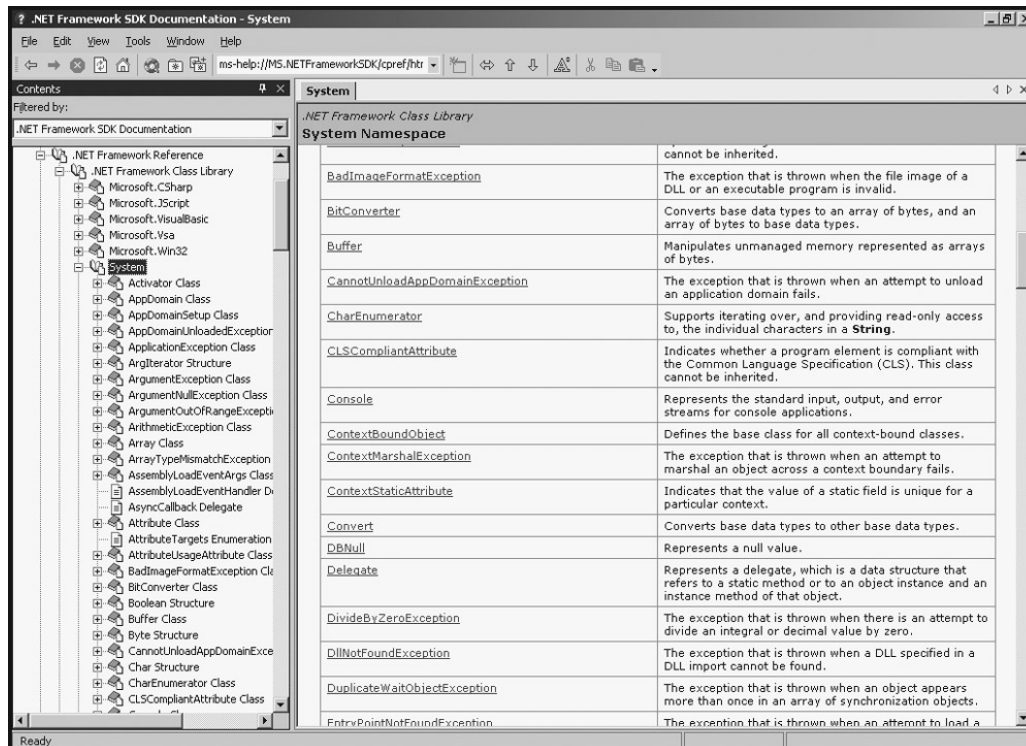 .NET Framework SDK Documentation - System
File Edit View Tools Window Help
ms-help://MS.NETFrameworkSDK/cpref/htr
Contents
Filtered by:
.NET Framework SDK Documentation
.NET Framework Reference
.NET Framework Class Library
Microsoft.CSharp
Microsoft.JScript
Microsoft.VisualBasic
Microsoft.Vsa
Microsoft.Win32
System
Activator Class
AppDomain Class
AppDomainSetup Class
AppDomainUnloadedException
ApplicationException Class
ArgIterator Structure
ArgumentException Class
ArgumentNullException Class
ArgumentOutOfRangeExcepti
ArithmeticException Class
Array Class
ArrayTypeMismatchException
AssemblyLoadEventArgs Class
AssemblyLoadEventHandler De
AsyncCallback Delegate
Attribute Class
AttributeTargets Enumeration
AttributeUsageAttribute Class
BadImageFormatException Cla
BitConverter Class
Boolean Structure
Buffer Class
Byte Structure
CannotUnloadAppDomainExce
Char Structure
CharEnumerator Class
CLSCompliantAttribute Class
System
.NET Framework Class Library
System Namespace
cannot be inherited.
BadImageFormatException
The exception that is thrown when the file image of a
DLL or an executable program is invalid.
BitConverter
Converts base data types to an array of bytes, and an
array of bytes to base data types.
Buffer
Manipulates unmanaged memory represented as arrays
of bytes.
CannotUnloadAppDomainException
The exception that is thrown when an attempt to unload
an application domain fails.
CharEnumerator
Supports iterating over, and providing read-only access
to, the individual characters in a String.
CLSCompliantAttribute
Indicates whether a program element is compliant with
the Common Language Specification (CLS). This class
cannot be inherited.
Console
Represents the standard input, output, and error
streams for console applications.
ContextBoundObject
Defines the base class for all context-bound classes.
ContextMarshalException
The exception that is thrown when an attempt to
marshal an object across a context boundary fails.
ContextStaticAttribute
Indicates that the value of a static field is unique for a
particular context.
Convert
Converts base data types to other base data types.
DBNull
Represents a null value.
Delegate
Represents a delegate, which is a data structure that
refers to a static method or to an object instance and an
instance method of that object.
DivideByZeroException
The exception that is thrown when there is an attempt to
divide an integral or decimal value by zero.
DllNotFoundException
The exception that is thrown when a DLL specified in a
DLL import cannot be found.
DuplicateWaitObjectException
The exception that is thrown when an object appears
more than once in an array of synchronization objects.
EntryPointNotFoundException
The exception that is thrown when an attempt to load a
Ready